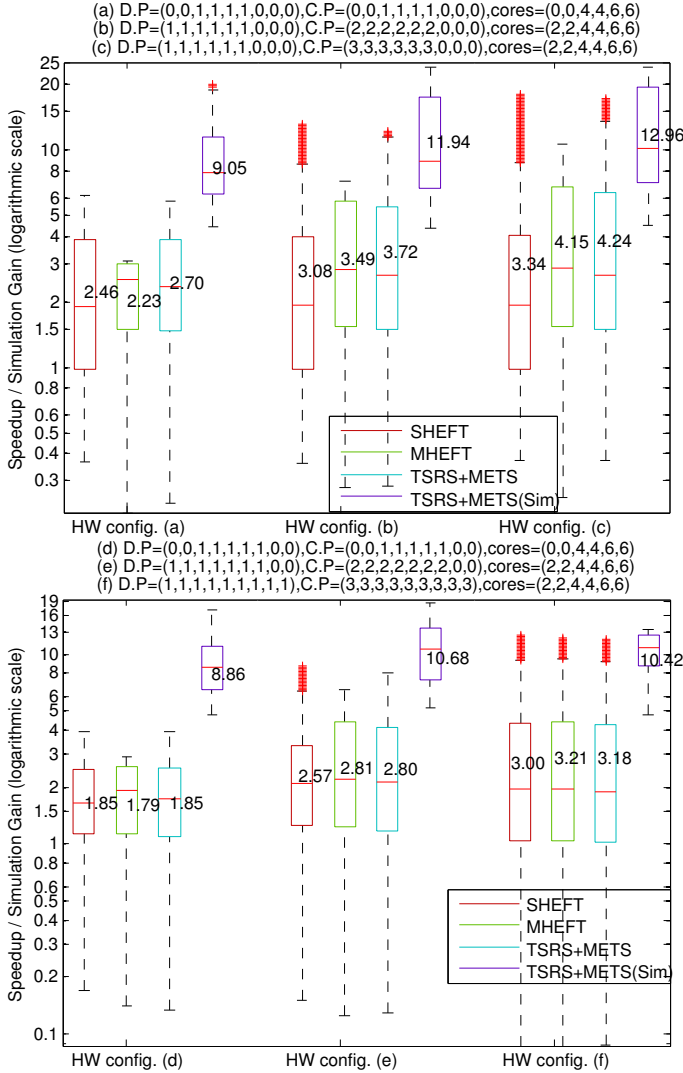 (a) D.P=(0,0,1,1,1,1,0,0,0),C.P=(0,0,1,1,1,1,0,0,0),cores=(0,0,4,4,6,6)
(b) D.P=(1,1,1,1,1,1,0,0,0),C.P=(2,2,2,2,2,2,0,0,0),cores=(2,2,4,4,6,6)
(c) D.P=(1,1,1,1,1,1,0,0,0),C.P=(3,3,3,3,3,3,0,0,0),cores=(2,2,4,4,6,6)
Speedup / Simulation Gain (logarithmic scale)
25
20
15
10
8
6
5
4
3
2
1.5
1
0.8
0.6
0.5
0.4
0.3
2.46
2.23
2.70
9.05
3.08
3.49
3.72
11.94
3.34
4.15
4.24
12.96
SHEFT
MHEFT
TSRS+METS
TSRS+METS(Sim)
HW config. (a)
HW config. (b)
HW config. (c)
(d) D.P=(0,0,1,1,1,1,1,0,0),C.P=(0,0,1,1,1,1,1,0,0),cores=(0,0,4,4,6,6)
(e) D.P=(1,1,1,1,1,1,1,0,0),C.P=(2,2,2,2,2,2,2,0,0),cores=(2,2,4,4,6,6)
(f) D.P=(1,1,1,1,1,1,1,1,1,1),C.P=(3,3,3,3,3,3,3,3,3,3),cores=(2,2,4,4,6,6)
Speedup / Simulation Gain (logarithmic scale)
19
16
13
10
8
6
5
4
3
2
1.5
1
0.8
0.6
0.5
0.4
0.3
0.2
0.1
1.85
1.79
1.85
8.86
2.57
2.81
2.80
10.68
3.00
3.21
3.18
10.42
SHEFT
MHEFT
TSRS+METS
TSRS+METS(Sim)
HW config. (d)
HW config. (e)
HW config. (f)